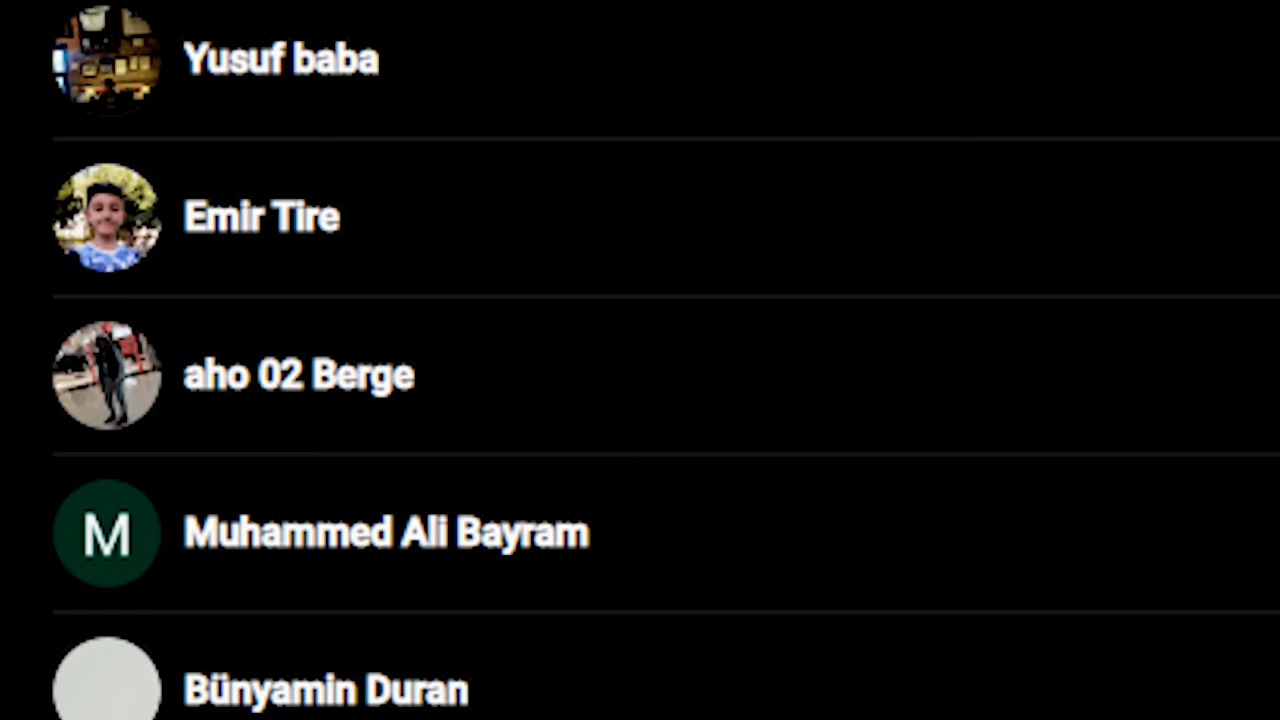 Yusuf baba
Emir Tire
aho 02 Berge
M
Muhammed Ali Bayram
Bünyamin Duran